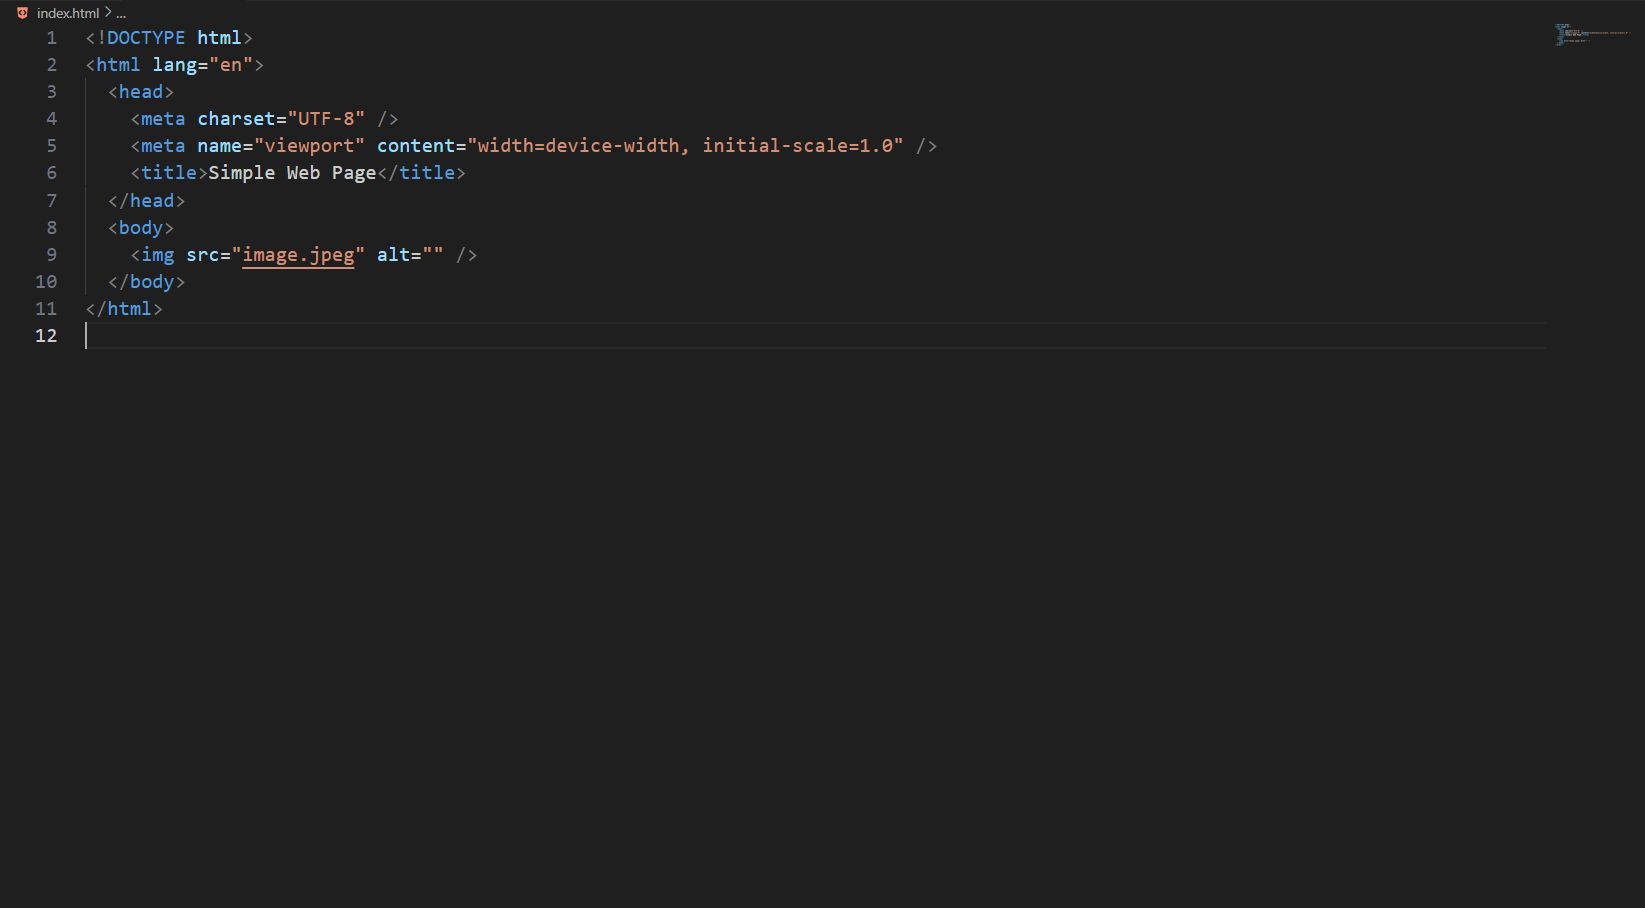 index.html > ...
1 <!DOCTYPE html>
2 <html lang="en">
3   <head>
4     <meta charset="UTF-8" />
5     <meta name="viewport" content="width=device-width, initial-scale=1.0" />
6     <title>Simple Web Page</title>
7   </head>
8   <body>
9     <img src="image.jpeg" alt="" />
10   </body>
11 </html>
12